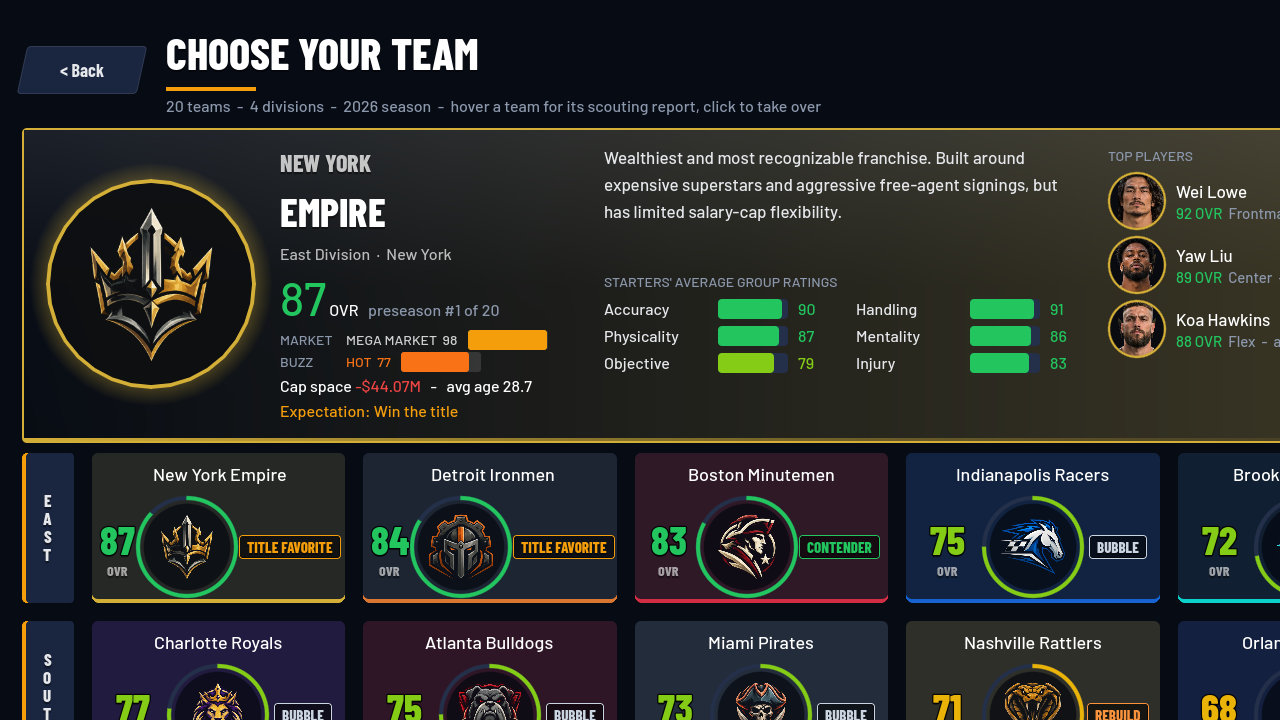 < Back
CHOOSE YOUR TEAM
20 teams - 4 divisions - 2026 season - hover a team for its scouting report, click to take over
NEW YORK
EMPIRE
East Division · New York
87 OVR preseason #1 of 20
MARKET MEGA MARKET 98
BUZZ HOT 77
Cap space -$44.07M - avg age 28.7
Expectation: Win the title
Wealthiest and most recognizable franchise. Built around
expensive superstars and aggressive free-agent signings, but
has limited salary-cap flexibility.
STARTERS' AVERAGE GROUP RATINGS
Accuracy 90 Handling 91
Physicality 87 Mentality 86
Objective 79 Injury 83
TOP PLAYERS
Wei Lowe
92 OVR Frontma
Yaw Liu
89 OVR Center
Koa Hawkins
88 OVR Flex - a
EAST
New York Empire
87 OVR
TITLE FAVORITE
Detroit Ironmen
84 OVR
TITLE FAVORITE
Boston Minutemen
83 OVR
CONTENDER
Indianapolis Racers
75 OVR
BUBBLE
Brook
72 OVR
SOUT
Charlotte Royals
77
BUBBLE
Atlanta Bulldogs
75
BUBBLE
Miami Pirates
73
BUBBLE
Nashville Rattlers
71
REBUILD
Orlan
68